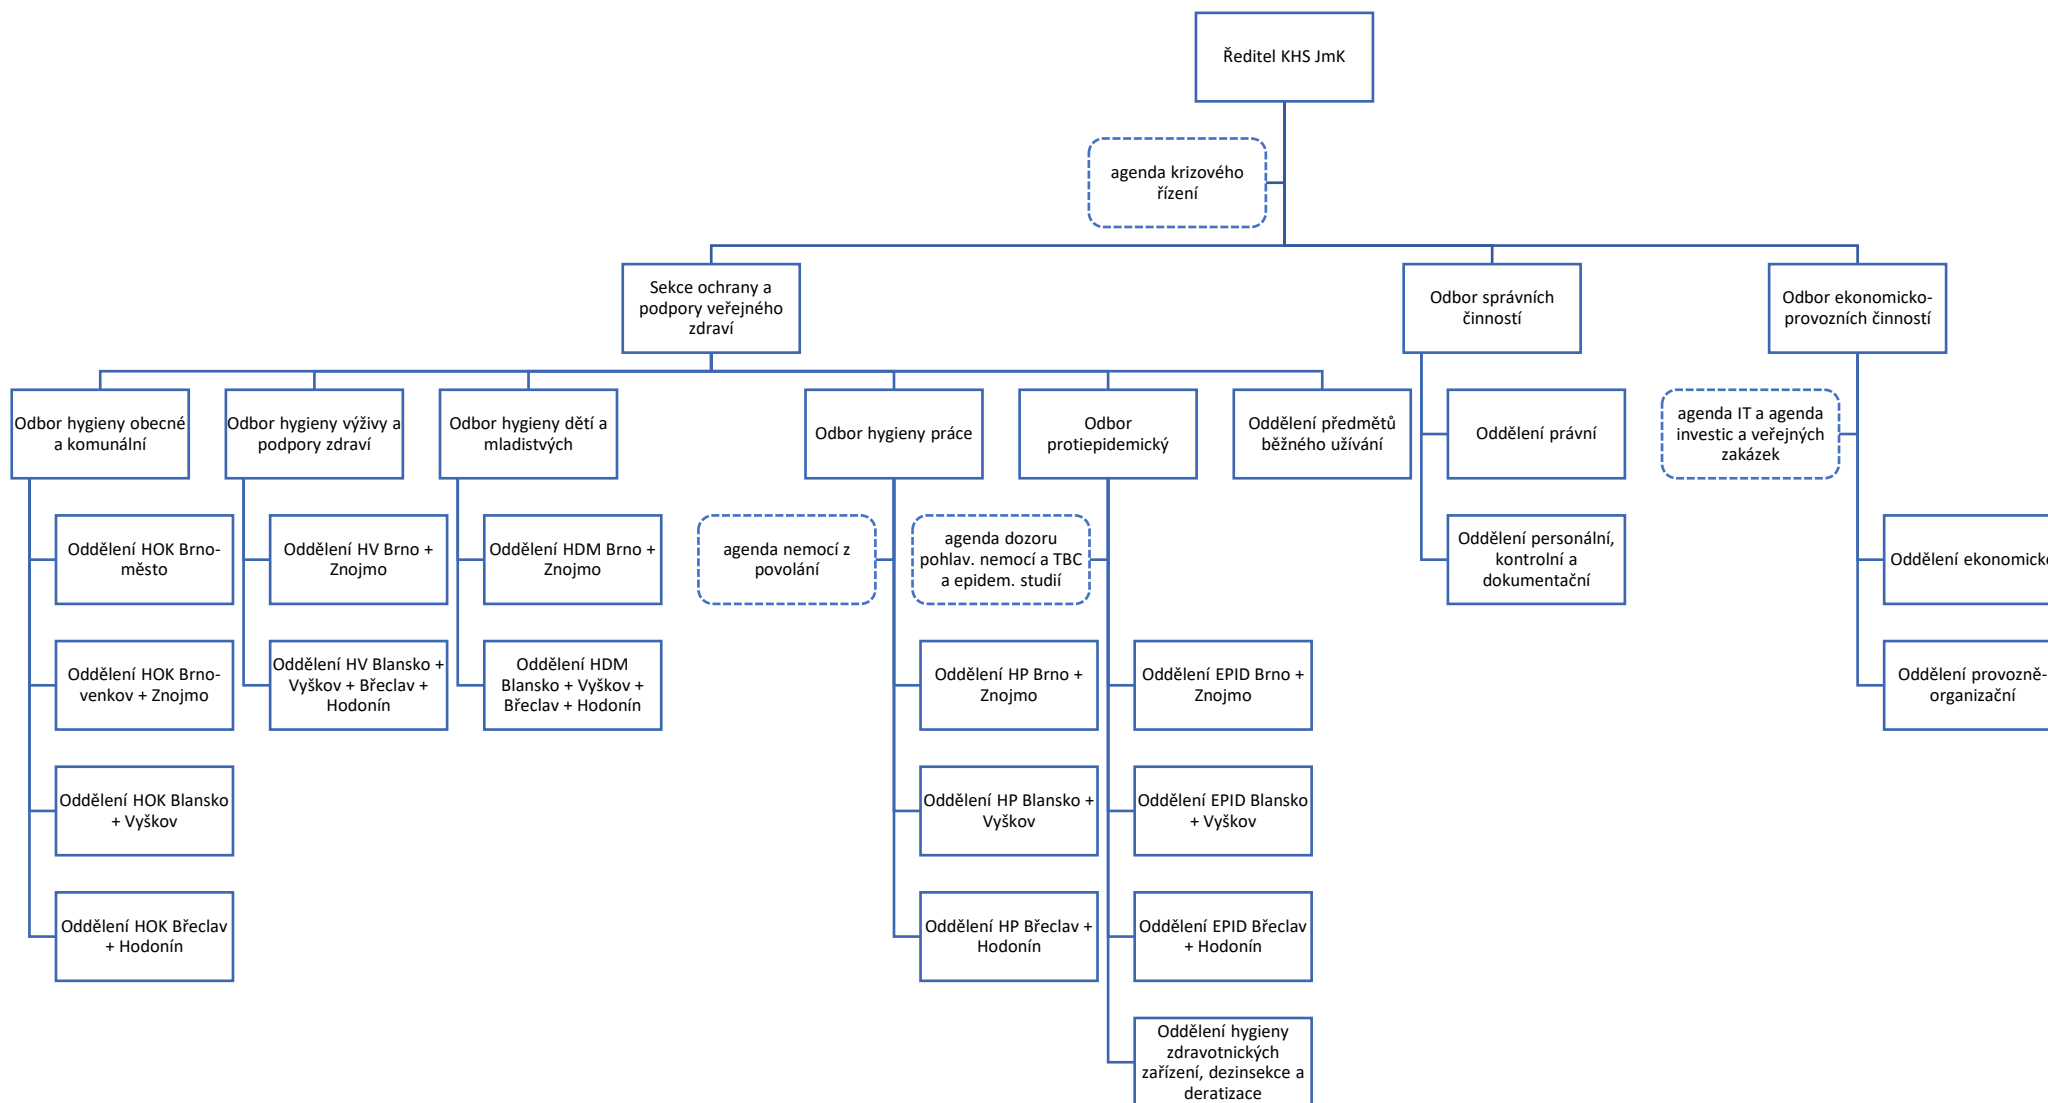 Ředitel KHS JmK
agenda krizového
řízení
Sekce ochrany a
podpory veřejného
zdraví
Odbor správních
činností
Odbor ekonomicko-
provozních činností
Odbor hygieny obecné
a komunální
Odbor hygieny výživy a
podpory zdraví
Odbor hygieny dětí a
mladistvých
Odbor hygieny práce
Odbor
protiepidemický
Oddělení předmětů
běžného užívání
Oddělení právní
agenda IT a agenda
investic a veřejných
zakázek
Oddělení HOK Brno-
město
Oddělení HV Brno +
Znojmo
Oddělení HDM Brno +
Znojmo
agenda nemocí z
povolání
agenda dozoru
pohlav. nemocí a TBC
a epidem. studií
Oddělení personální,
kontrolní a
dokumentační
Oddělení ekonomické
Oddělení HOK Brno-
venkov + Znojmo
Oddělení HV Blansko +
Vyškov + Břeclav +
Hodonín
Oddělení HDM
Blansko + Vyškov +
Břeclav + Hodonín
Oddělení HP Brno +
Znojmo
Oddělení EPID Brno +
Znojmo
Oddělení provozně-
organizační
Oddělení HOK Blansko
+ Vyškov
Oddělení HP Blansko +
Vyškov
Oddělení EPID Blansko
+ Vyškov
Oddělení HOK Břeclav
+ Hodonín
Oddělení HP Břeclav +
Hodonín
Oddělení EPID Břeclav
+ Hodonín
Oddělení hygieny
zdravotnických
zařízení, dezinsekce a
deratizace